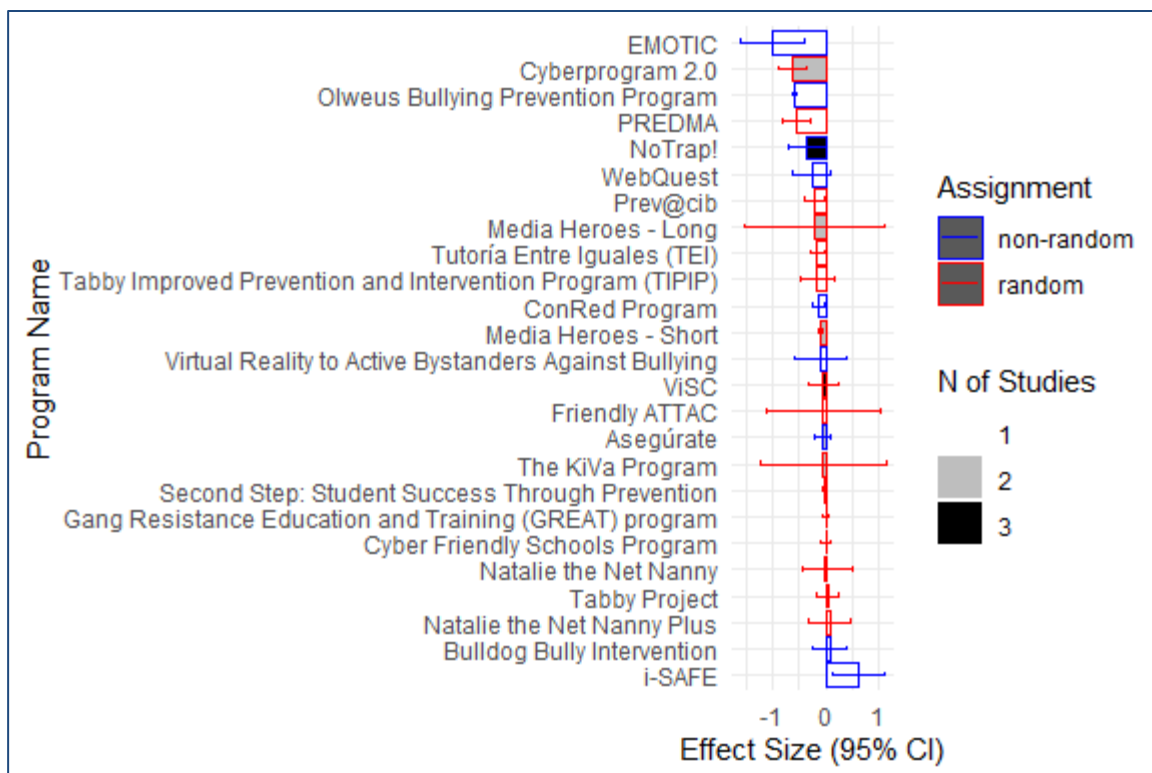 EMOTIC
Cyberprogram 2.0
Olweus Bullying Prevention Program
PREDMA
NoTrap!
WebQuest
Prev@cib
Media Heroes - Long
Tutoría Entre Iguales (TEI)
Tabby Improved Prevention and Intervention Program (TIPIP)
ConRed Program
Media Heroes - Short
Virtual Reality to Active Bystanders Against Bullying
ViSC
Friendly ATTAC
Asegúrate
The KiVa Program
Second Step: Student Success Through Prevention
Gang Resistance Education and Training (GREAT) program
Cyber Friendly Schools Program
Natalie the Net Nanny
Tabby Project
Natalie the Net Nanny Plus
Bulldog Bully Intervention
i-SAFE
Program Name
-1 0 1
Effect Size (95% CI)
Assignment
non-random
random
N of Studies
1
2
3